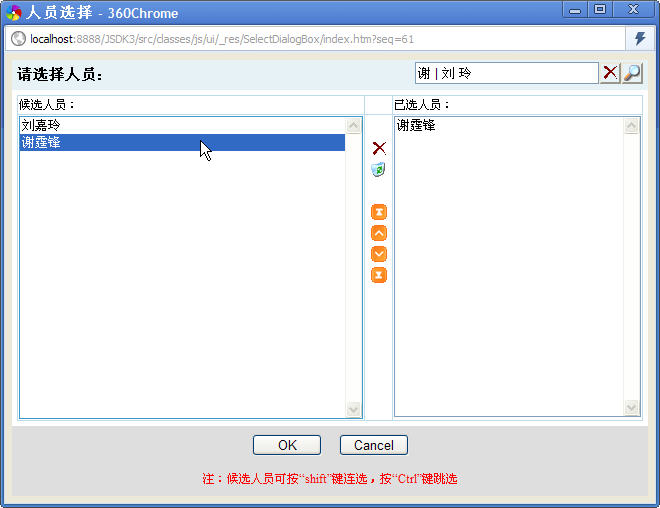 人员选择 - 360Chrome
localhost:8888/JSDK3/src/classes/js/ui/_res/SelectDialogBox/index.htm?seq=61
请选择人员:
谢|刘 玲
候选人员：
已选人员：
刘嘉玲
谢霆锋
谢霆锋
OK
Cancel
注：候选人员可按“shift”键连选，按“Ctrl”键跳选